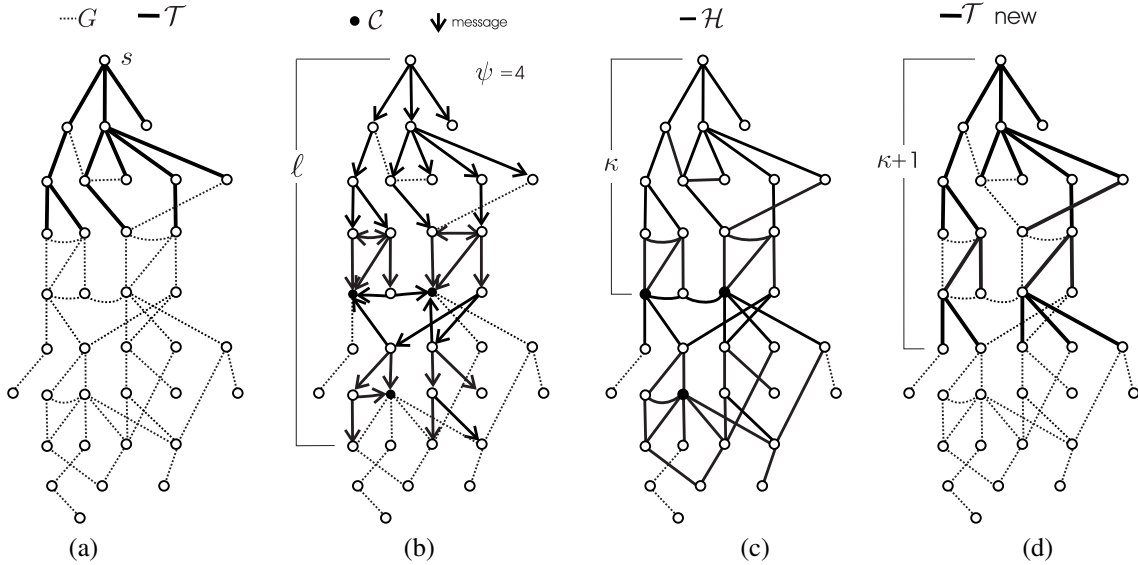 G 𝒯
𝒞 message
ℋ
𝒯 new
s
ψ = 4
ℓ
κ
κ+1
(a) (b) (c) (d)